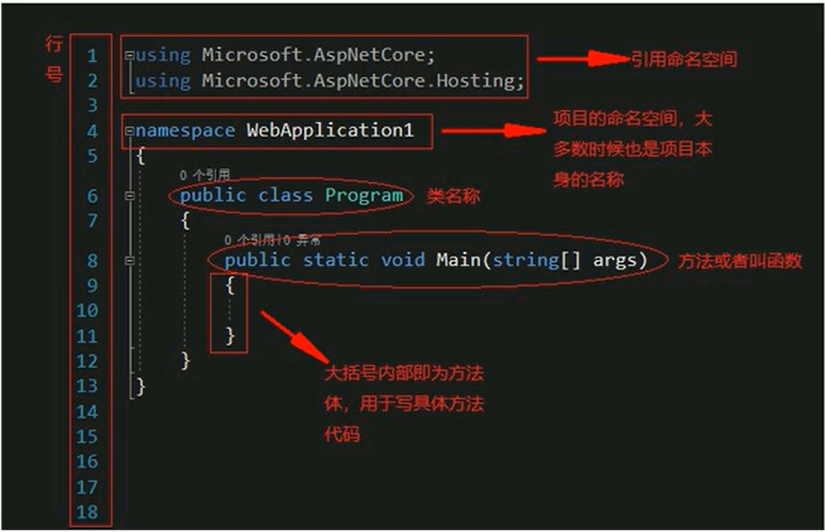 行
号
1 using Microsoft.AspNetCore; 引用命名空间
2 using Microsoft.AspNetCore.Hosting;
3
4 namespace WebApplication1 项目的命名空间，大
多数时候也是项目本
身的名称
5 {
0 个引用
6 public class Program 类名称
7 {
0 个引用|0 异常
8 public static void Main(string[] args) 方法或者叫函数
9 {
10
11 }
12 }
13 }
大括号内部即为方法
体，用于写具体方法
代码
14
15
16
17
18